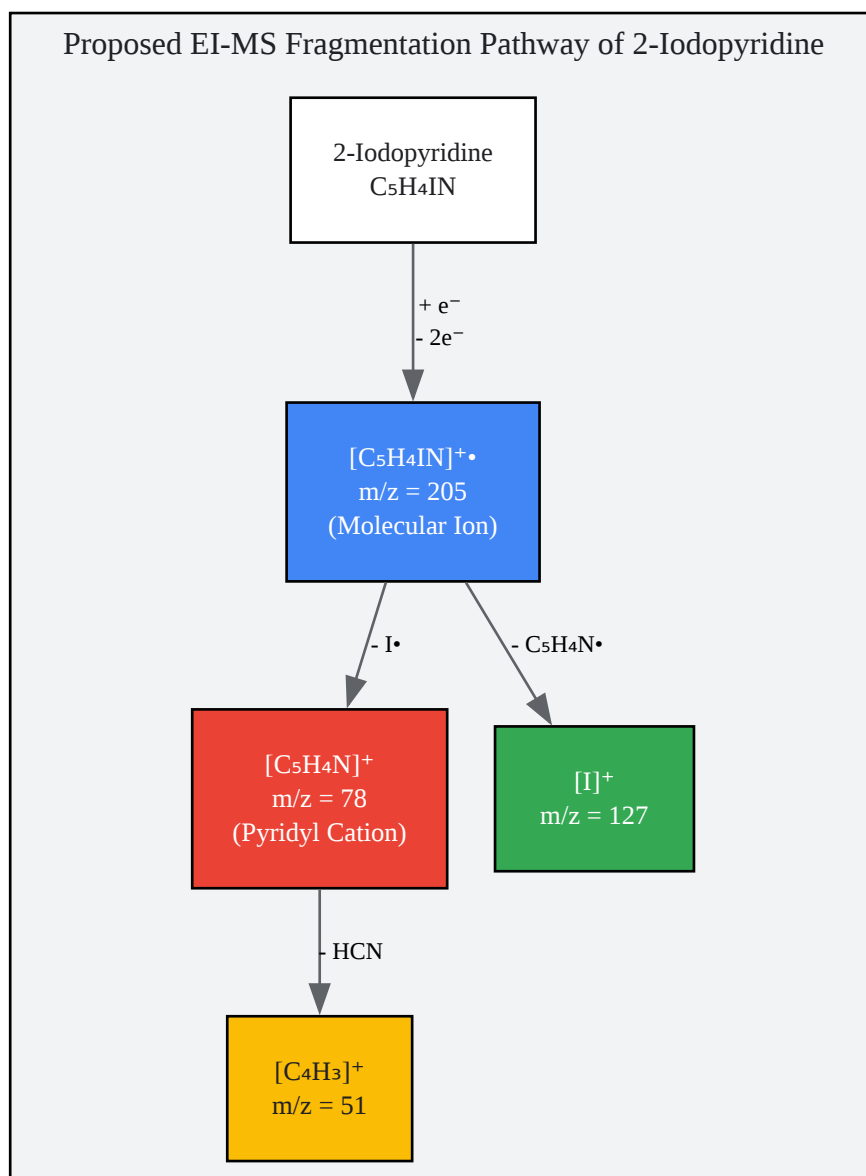 Proposed EI-MS Fragmentation Pathway of 2-Iodopyridine
2-Iodopyridine
C₅H₄IN
+ e⁻
- 2e⁻
[C₅H₄IN]⁺•
m/z = 205
(Molecular Ion)
- I•
- C₅H₄N•
[C₅H₄N]⁺
m/z = 78
(Pyridyl Cation)
[I]⁺
m/z = 127
- HCN
[C₄H₃]⁺
m/z = 51